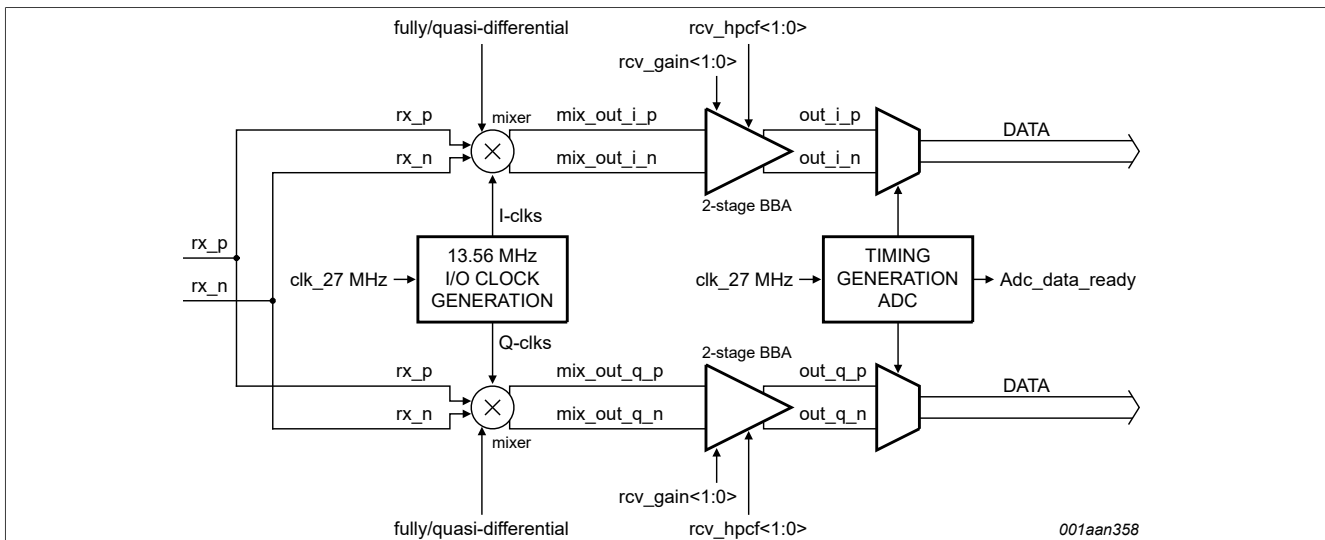 fully/quasi-differential
rcv_hpcf<1:0>
rcv_gain<1:0>
rx_p
mixer
mix_out_i_p
out_i_p
DATA
rx_n
mix_out_i_n
out_i_n
2-stage BBA
I-clks
rx_p
rx_n
clk_27 MHz
13.56 MHz
I/O CLOCK
GENERATION
clk_27 MHz
TIMING
GENERATION
ADC
Adc_data_ready
Q-clks
2-stage BBA
rx_p
mix_out_q_p
out_q_p
DATA
rx_n
mix_out_q_n
out_q_n
mixer
rcv_gain<1:0>
fully/quasi-differential
rcv_hpcf<1:0>
001aan358